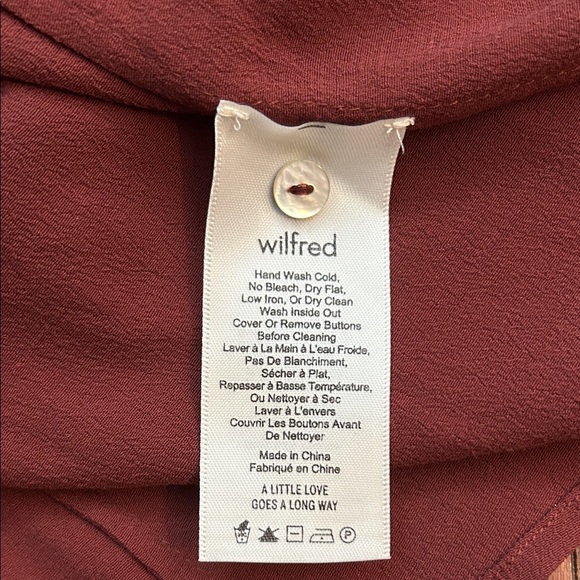 wilfred
Hand Wash Cold,
No Bleach, Dry Flat,
Low Iron, Or Dry Clean
Wash Inside Out
Cover Or Remove Buttons
Before Cleaning
Laver à La Main à L'eau Froide,
Pas De Blanchiment,
Sécher à Plat,
Repasser à Basse Température,
Ou Nettoyer à Sec
Laver à L'envers
Couvrir Les Boutons Avant
De Nettoyer
Made in China
Fabriqué en Chine
A LITTLE LOVE
GOES A LONG WAY
P